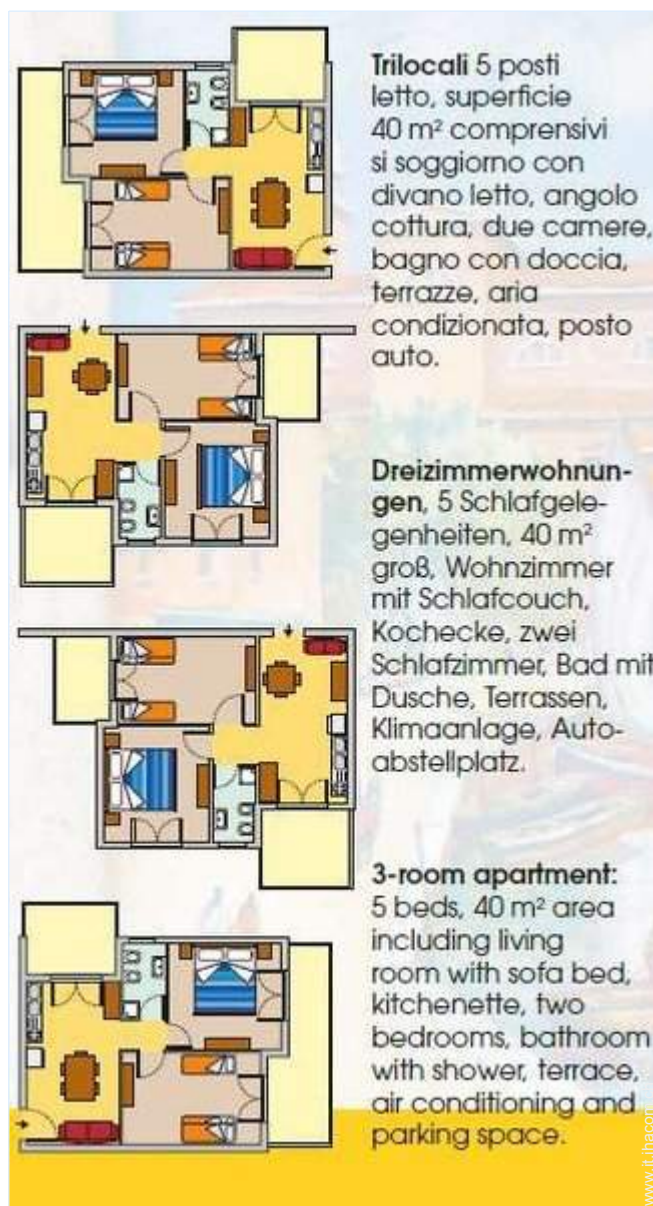 Trilocali 5 posti
letto, superficie
40 m² comprensivi
si soggiorno con
divano letto, angolo
cottura, due camere,
bagno con doccia,
terrazze, aria
condizionata, posto
auto.
Dreizimmerwohnun-
gen, 5 Schlafgele-
genheiten, 40 m²
groß, Wohnzimmer
mit Schlafcouch,
Kochecke, zwei
Schlafzimmer, Bad mit
Dusche, Terrassen,
Klimaanlage, Auto-
abstellplatz.
3-room apartment:
5 beds, 40 m² area
including living
room with sofa bed,
kitchenette, two
bedrooms, bathroom
with shower, terrace,
air conditioning and
parking space.